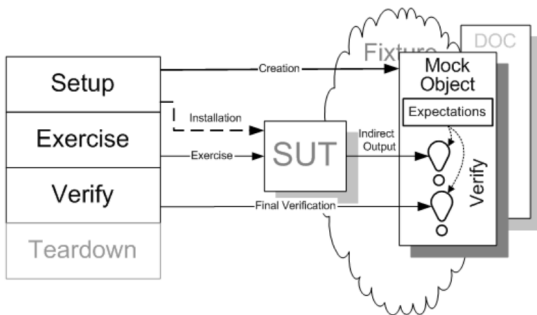 Setup
Exercise
Verify
Teardown
Creation
Installation
Exercise
Final Verification
SUT
Indirect
Output
Fixture
DOC
Mock
Object
Expectations
Verify